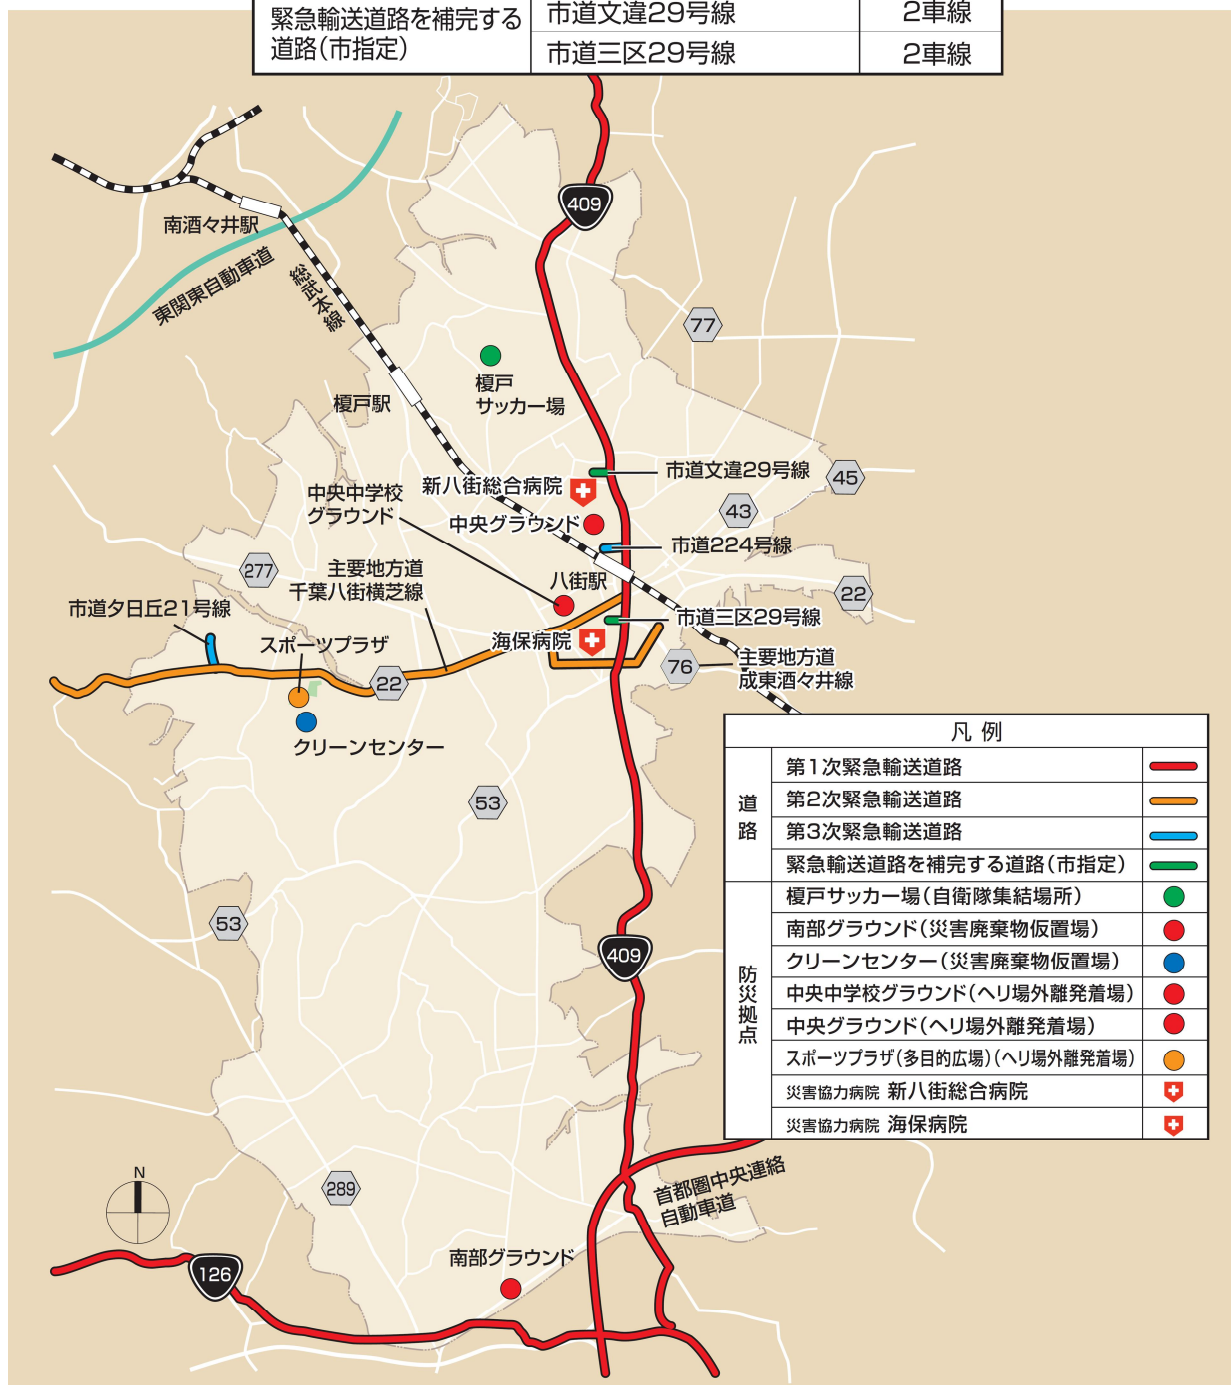 緊急輸送道路を補完する
道路(市指定)
市道文違29号線
2車線
市道三区29号線
2車線
409
南酒々井駅
東関東自動車道
総武本線
77
榎戸
サッカー場
榎戸駅
市道文違29号線
45
新八街総合病院
中央中学校
グラウンド
43
中央グラウンド
市道224号線
277
主要地方道
千葉八街横芝線
八街駅
22
市道夕日丘21号線
市道三区29号線
スポーツプラザ
海保病院
76
主要地方道
成東酒々井線
22
クリーンセンター
53
53
409
凡例
道路
第1次緊急輸送道路
第2次緊急輸送道路
第3次緊急輸送道路
緊急輸送道路を補完する道路(市指定)
防災拠点
榎戸サッカー場(自衛隊集結場所)
南部グラウンド(災害廃棄物仮置場)
クリーンセンター(災害廃棄物仮置場)
中央中学校グラウンド(ヘリ場外離発着場)
中央グラウンド(ヘリ場外離発着場)
スポーツプラザ(多目的広場)(ヘリ場外離発着場)
災害協力病院 新八街総合病院
災害協力病院 海保病院
N
289
首都圏中央連絡
自動車道
南部グラウンド
126